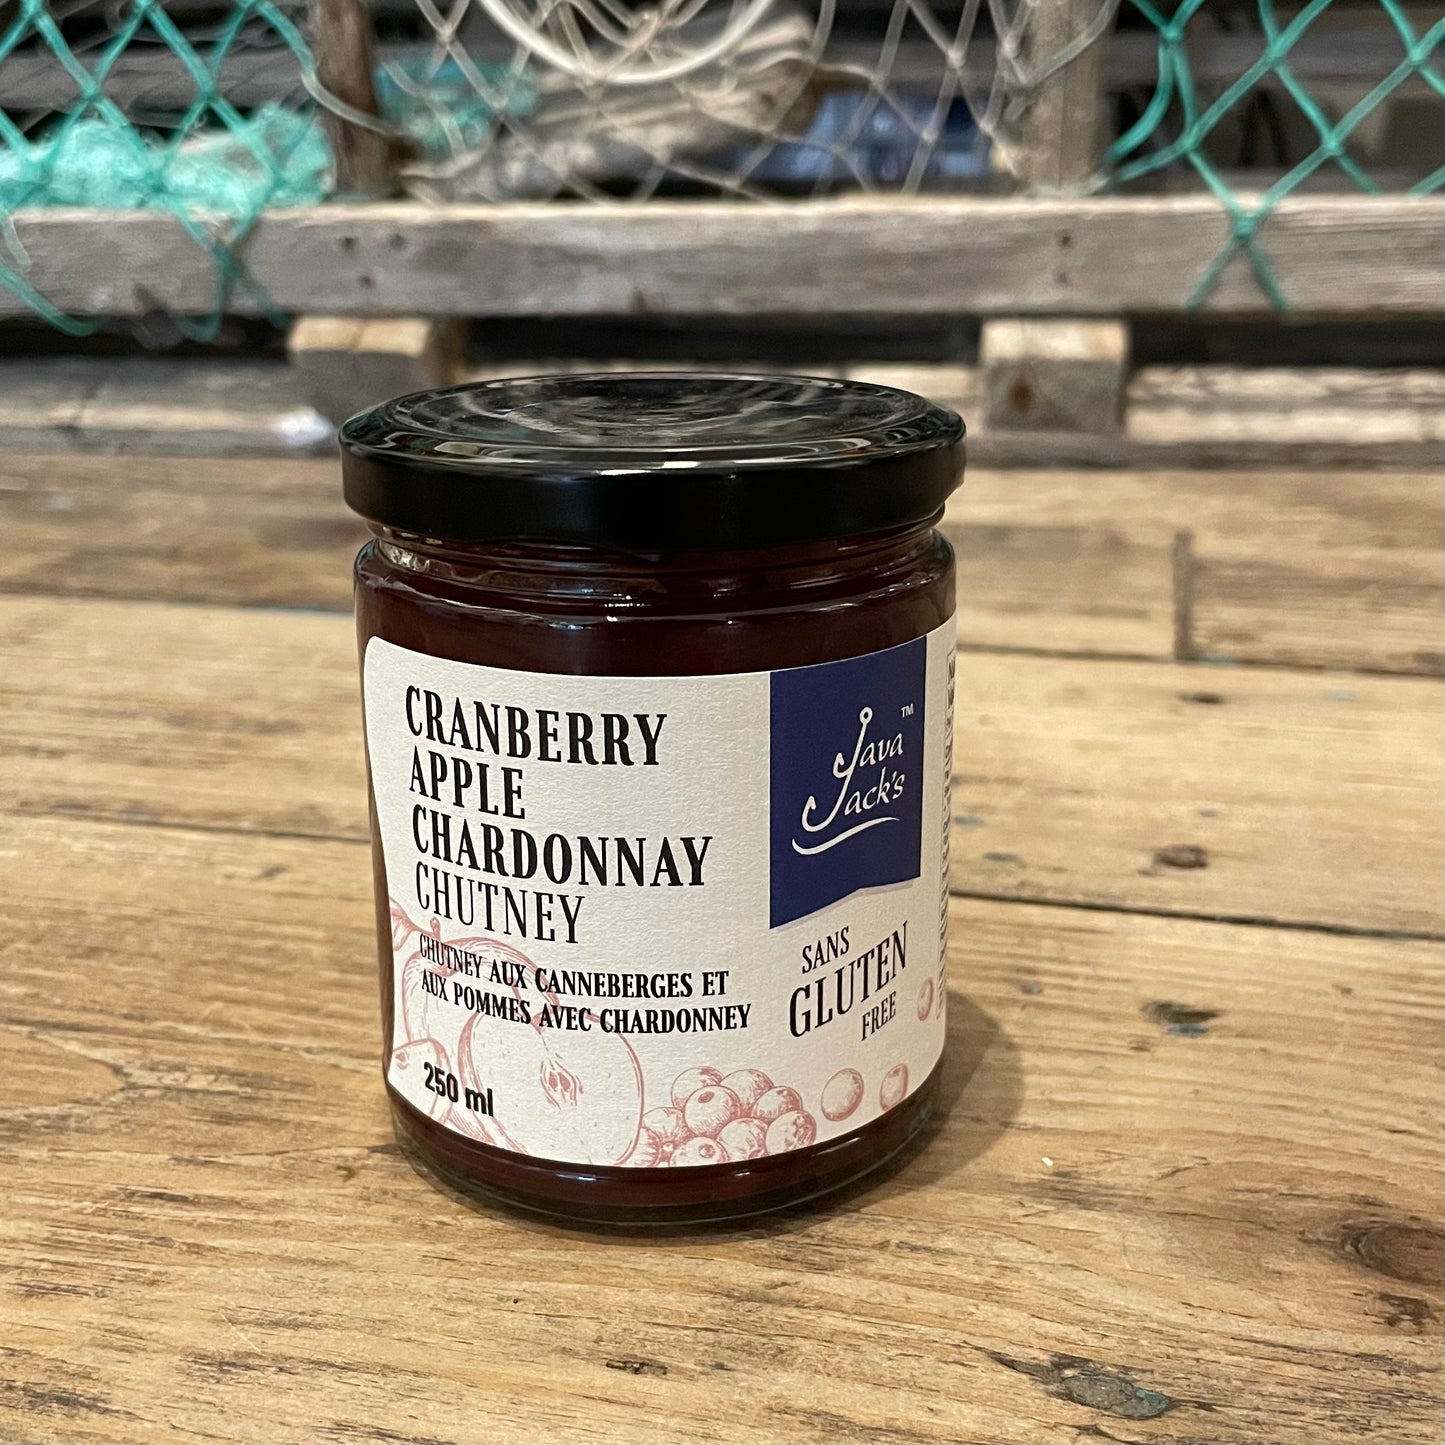 CRANBERRY
APPLE
CHARDONNAY
CHUTNEY
CHUTNEY AUX CANNEBERGES ET
AUX POMMES AVEC CHARDONNEY
250 ml
Java
Jack's
TM
SANS
GLUTEN
FREE